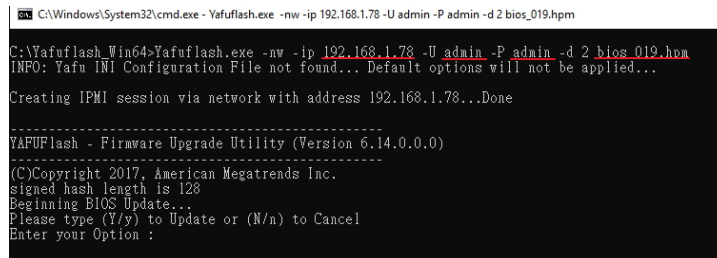 C:\Windows\System32\cmd.exe - Yafuflash.exe -nw -ip 192.168.1.78 -U admin -P admin -d 2 bios_019.hpm
C:\Yafuflash_Win64>Yafuflash.exe -nw -ip 192.168.1.78 -U admin -P admin -d 2 bios_019.hpm
INFO: Yafu INI Configuration File not found... Default options will not be applied...
Creating IPMI session via network with address 192.168.1.78...Done
-------------------------------------------------
YAFUFlash - Firmware Upgrade Utility (Version 6.14.0.0.0)
-------------------------------------------------
(C)Copyright 2017, American Megatrends Inc.
signed hash length is 128
Beginning BIOS Update...
Please type (Y/y) to Update or (N/n) to Cancel
Enter your Option :